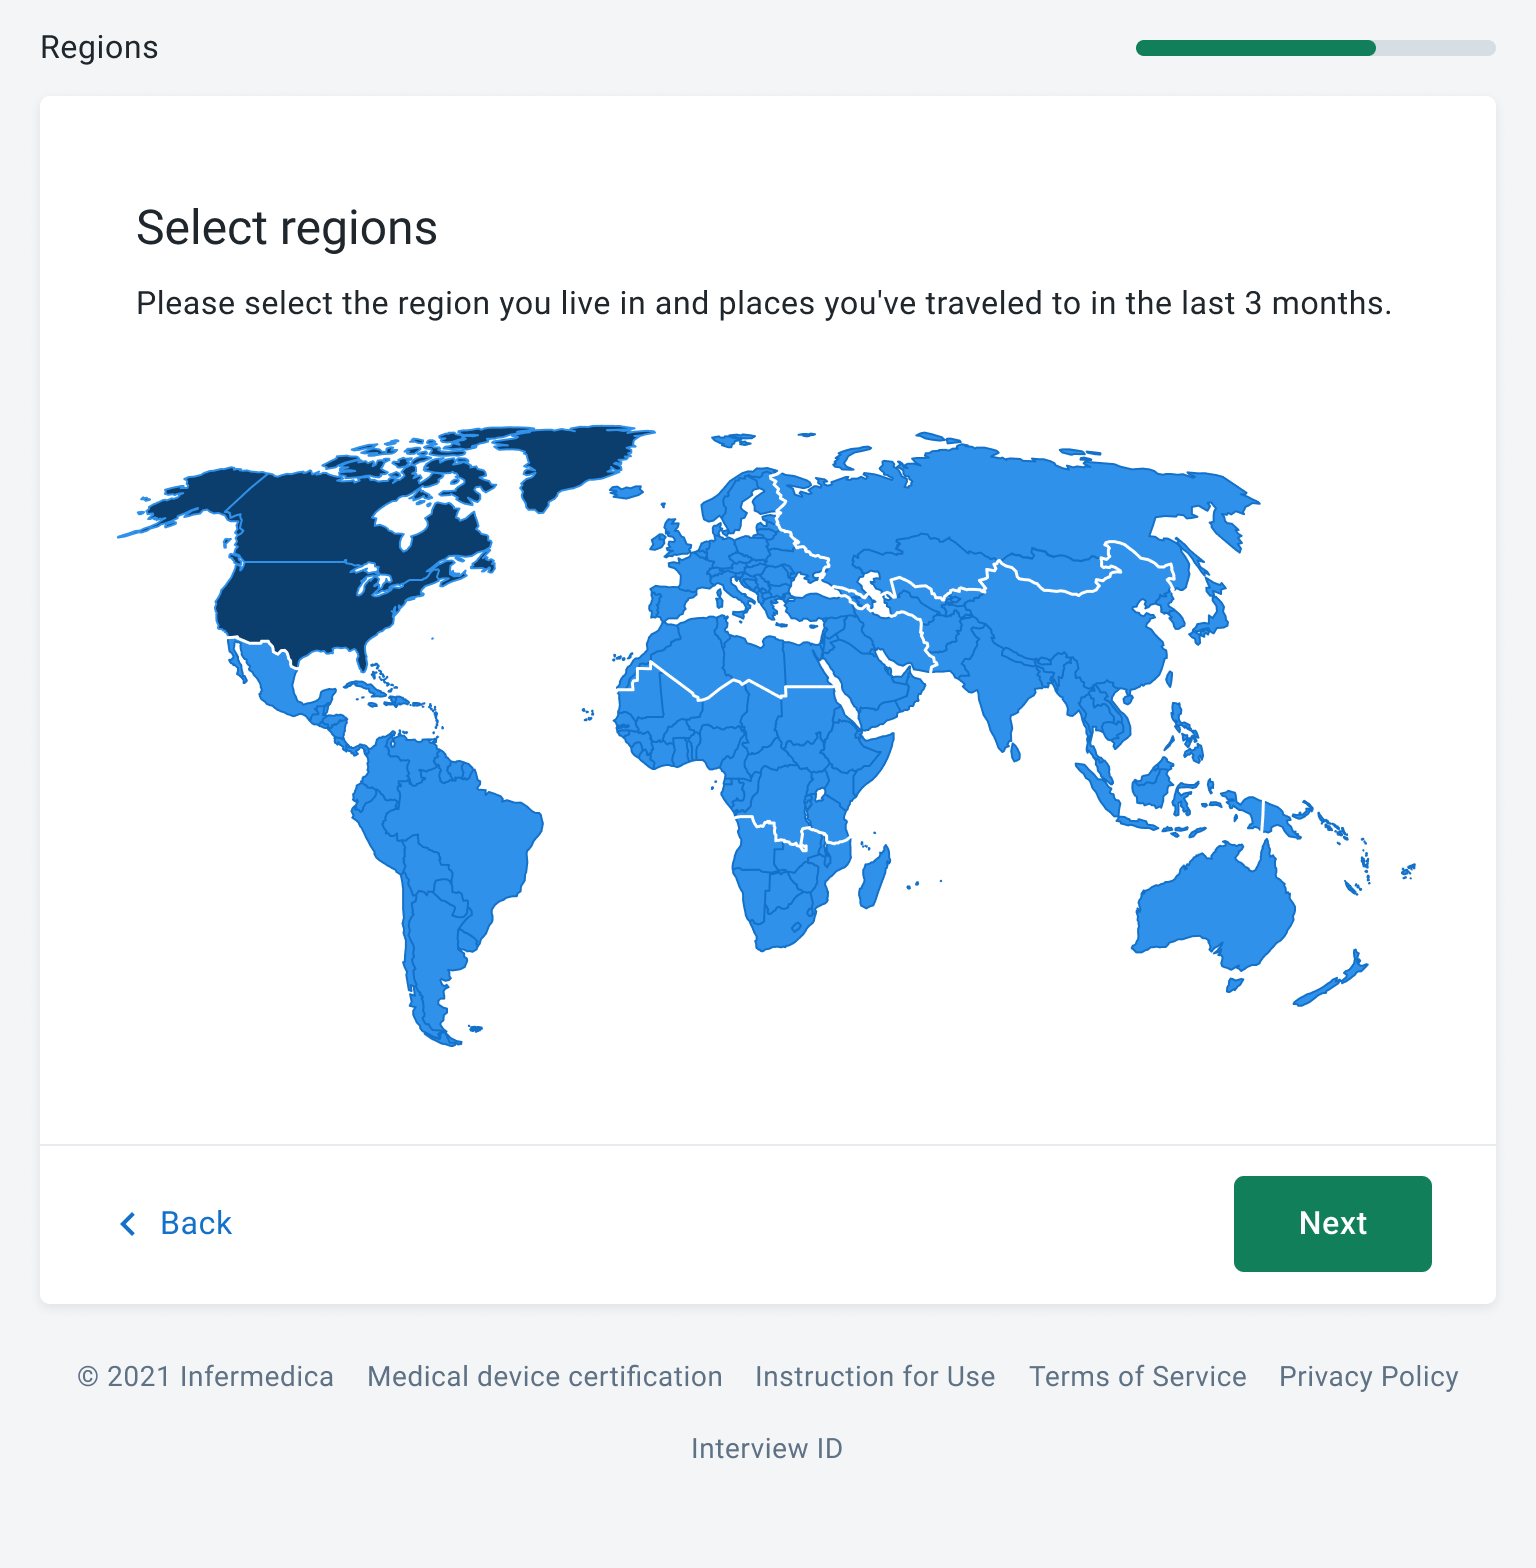 Regions
Select regions
Please select the region you live in and places you've traveled to in the last 3 months.
Back
Next
© 2021 Infermedica Medical device certification Instruction for Use Terms of Service Privacy Policy
Interview ID